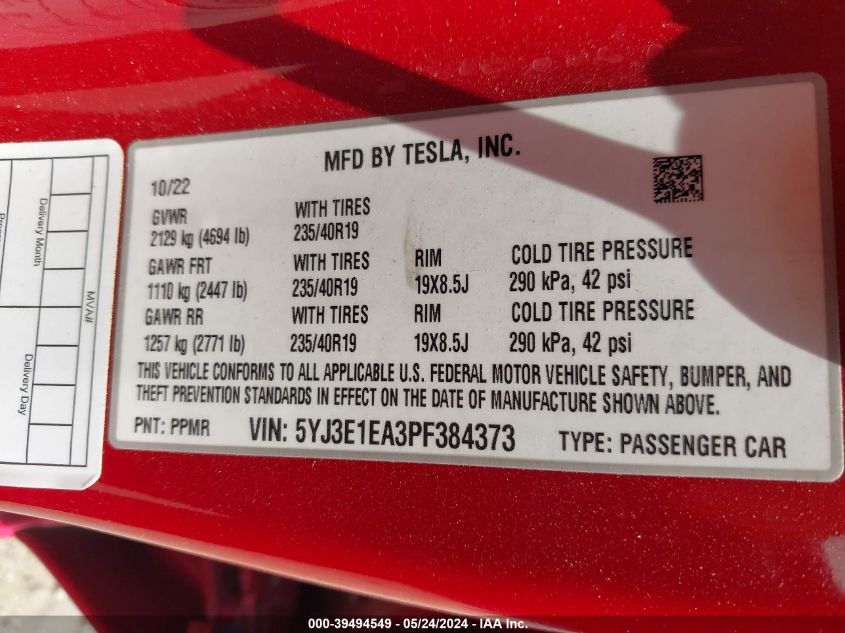 MFD BY TESLA, INC.
10/22
GVWR WITH TIRES
2129 kg (4694 lb) 235/40R19
GAWR FRT WITH TIRES RIM COLD TIRE PRESSURE
1110 kg (2447 lb) 235/40R19 19X8.5J 290 kPa, 42 psi
GAWR RR WITH TIRES RIM COLD TIRE PRESSURE
1257 kg (2771 lb) 235/40R19 19X8.5J 290 kPa, 42 psi
THIS VEHICLE CONFORMS TO ALL APPLICABLE U.S. FEDERAL MOTOR VEHICLE SAFETY, BUMPER, AND
THEFT PREVENTION STANDARDS IN EFFECT ON THE DATE OF MANUFACTURE SHOWN ABOVE.
PNT: PPMR VIN: 5YJ3E1EA3PF384373 TYPE: PASSENGER CAR
MVA#
Delivery Month
Delivery Day
000-39494549 - 05/24/2024 - IAA Inc.